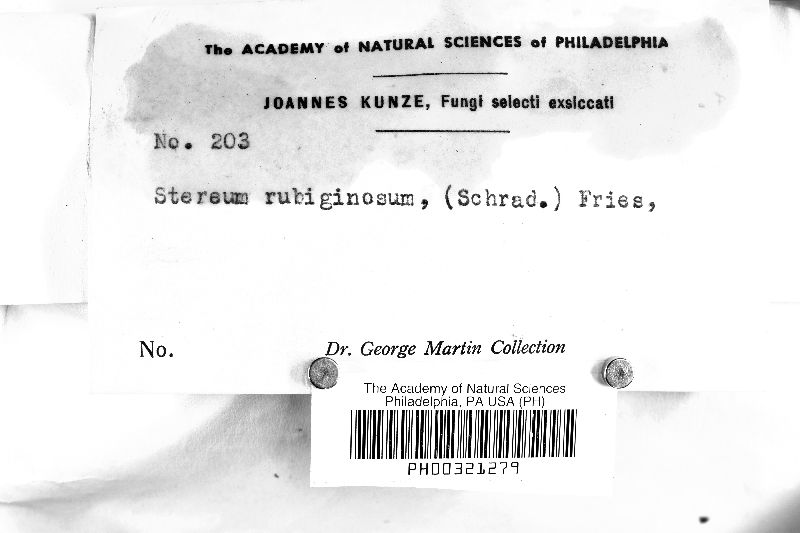 The ACADEMY of NATURAL SCIENCES of PHILADELPHIA
JOANNES KUNZE, Fungi selecti exsiccati
No. 203
Stereum rubiginosum, (Schrad.) Fries,
No.
Dr. George Martin Collection
The Academy of Natural Sciences
Philadelphia, PA USA (PH)
PH00321279